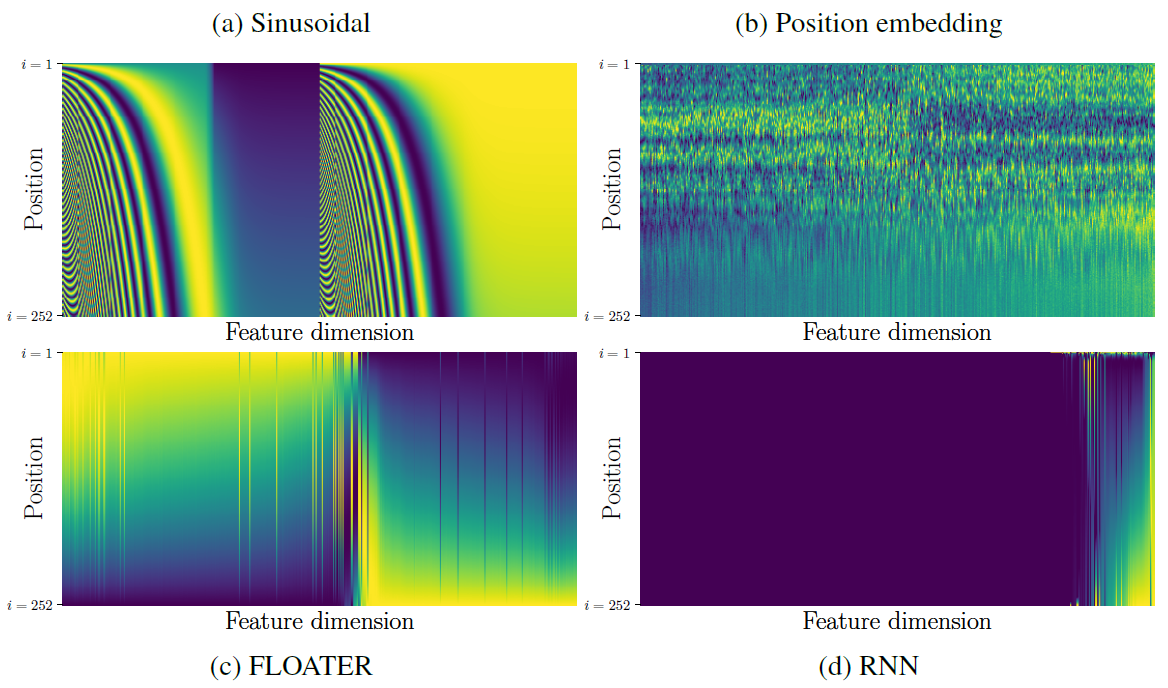 (a) Sinusoidal
(b) Position embedding
i = 1
Position
i = 252
Feature dimension
i = 1
Position
i = 252
Feature dimension
i = 1
Position
i = 252
Feature dimension
i = 1
Position
i = 252
Feature dimension
(c) FLOATER
(d) RNN